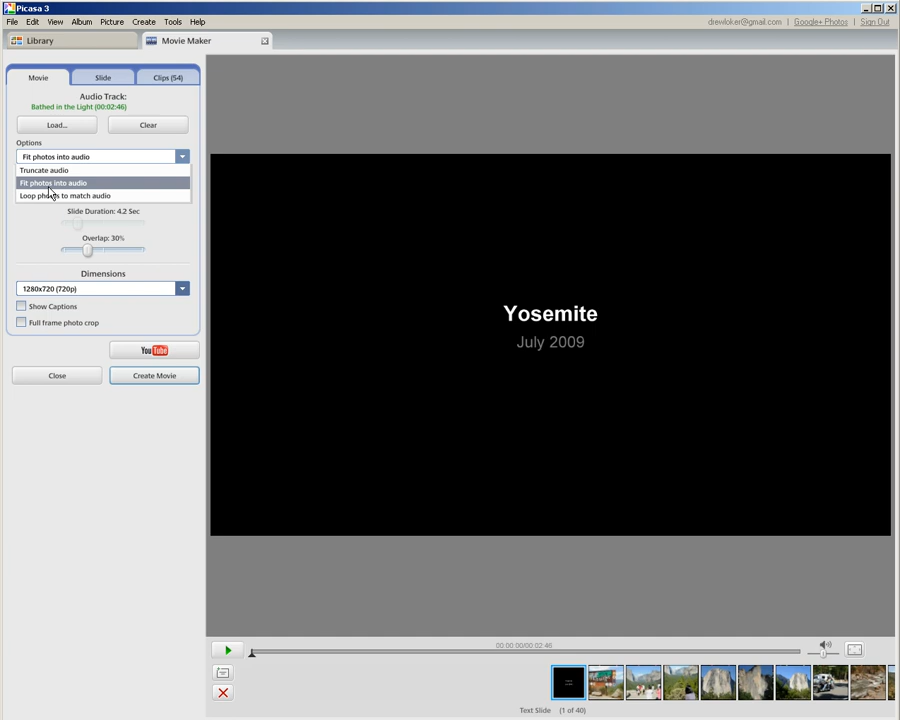 Picasa 3
File Edit View Album Picture Create Tools Help
drewloker@gmail.com | Google+ Photos | Sign Out
Library
Movie Maker
Movie
Slide
Clips (54)
Audio Track:
Bathed in the Light (00:02:46)
Load...
Clear
Options
Fit photos into audio
Truncate audio
Fit photos into audio
Loop photos to match audio
Slide Duration: 4.2 Sec
Overlap: 30%
Dimensions
1280x720 (720p)
Show Captions
Full frame photo crop
YouTube
Close
Create Movie
Yosemite
July 2009
00:00:00/00:02:46
Text Slide (1 of 40)